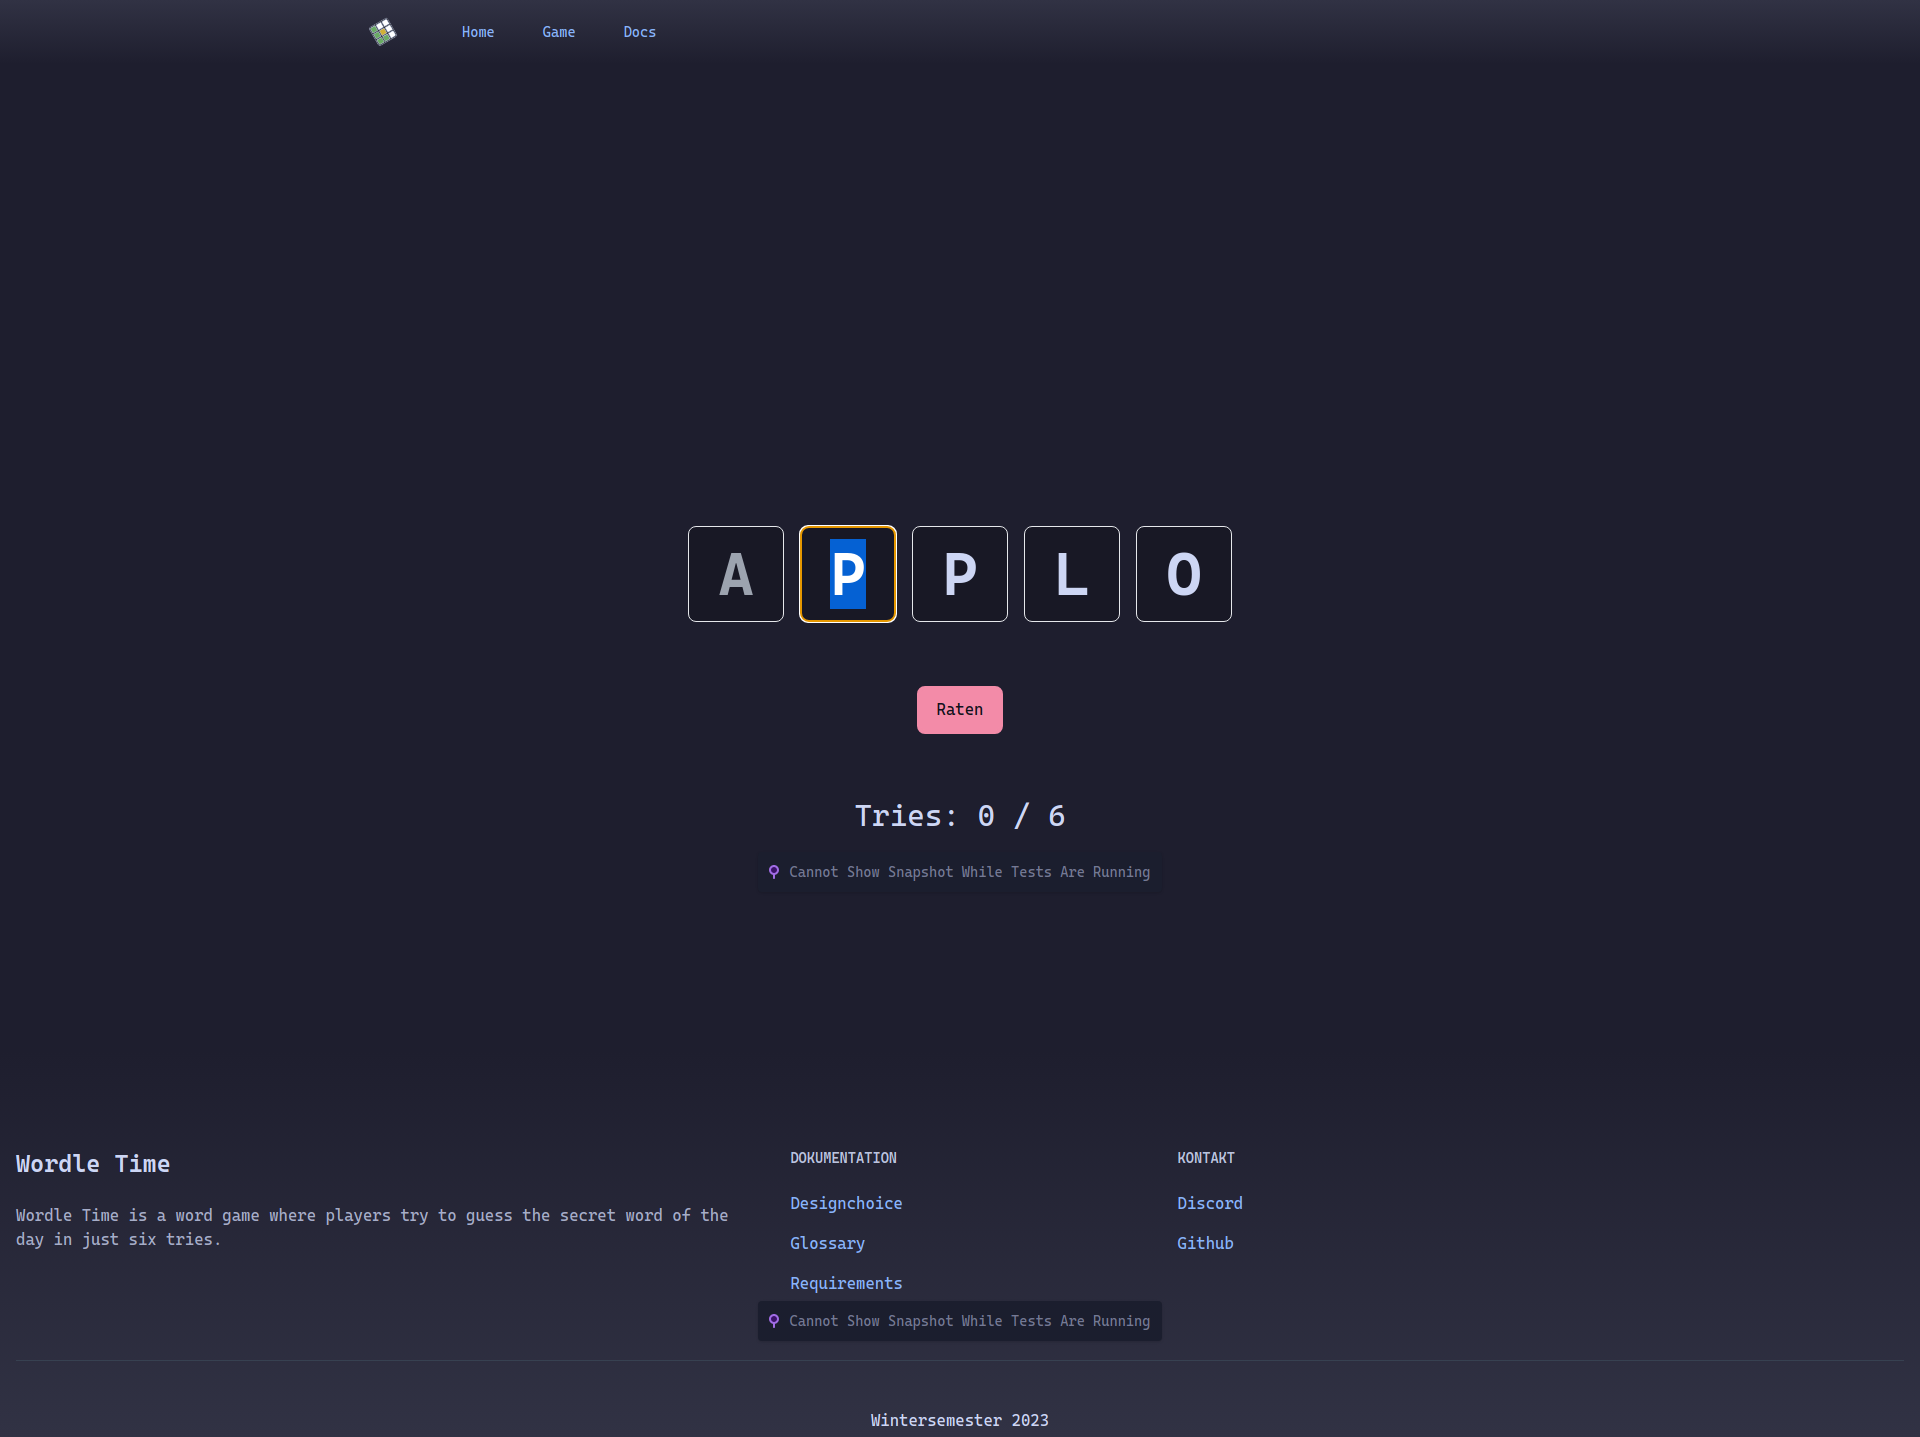 Home Game Docs
A P P L O
Raten
Tries: 0 / 6
Cannot Show Snapshot While Tests Are Running
Wordle Time
Wordle Time is a word game where players try to guess the secret word of the
day in just six tries.
DOKUMENTATION
Designchoice
Glossary
Requirements
KONTAKT
Discord
Github
Cannot Show Snapshot While Tests Are Running
Wintersemester 2023